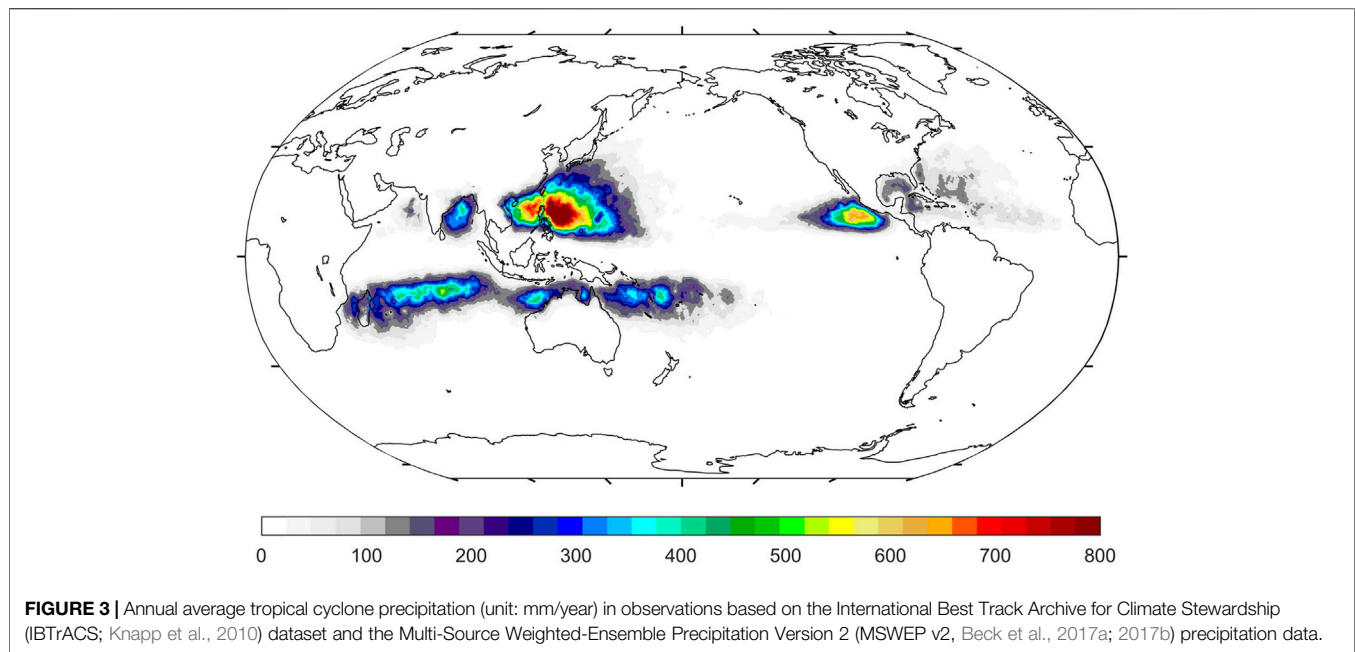 0 100 200 300 400 500 600 700 800
FIGURE 3 | Annual average tropical cyclone precipitation (unit: mm/year) in observations based on the International Best Track Archive for Climate Stewardship
(IBTrACS; Knapp et al., 2010) dataset and the Multi-Source Weighted-Ensemble Precipitation Version 2 (MSWEP v2, Beck et al., 2017a; 2017b) precipitation data.